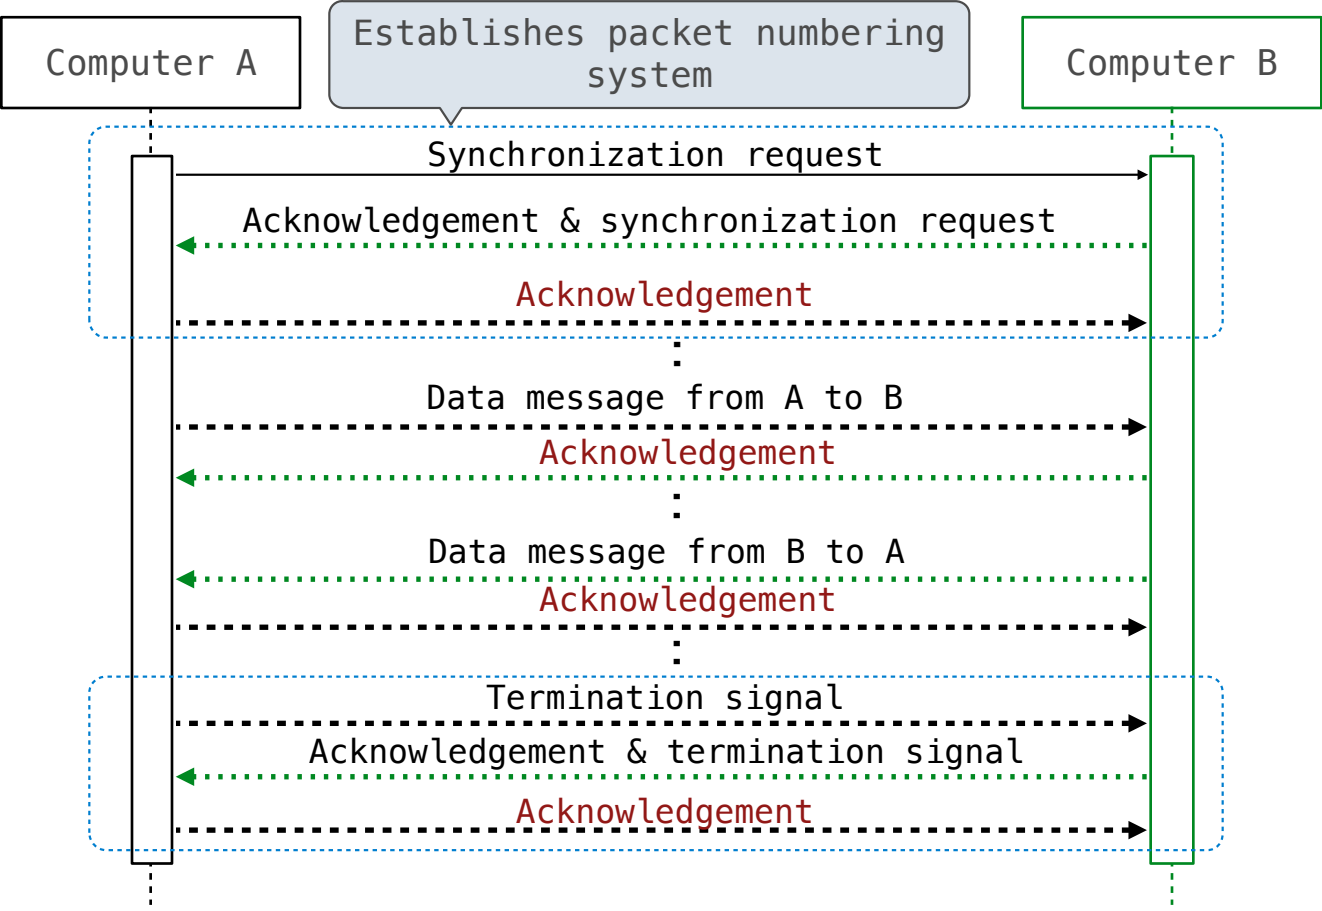 Establishes packet numbering
system
Computer A
Computer B
Synchronization request
Acknowledgement & synchronization request
Acknowledgement
Data message from A to B
Acknowledgement
Data message from B to A
Acknowledgement
Termination signal
Acknowledgement & termination signal
Acknowledgement